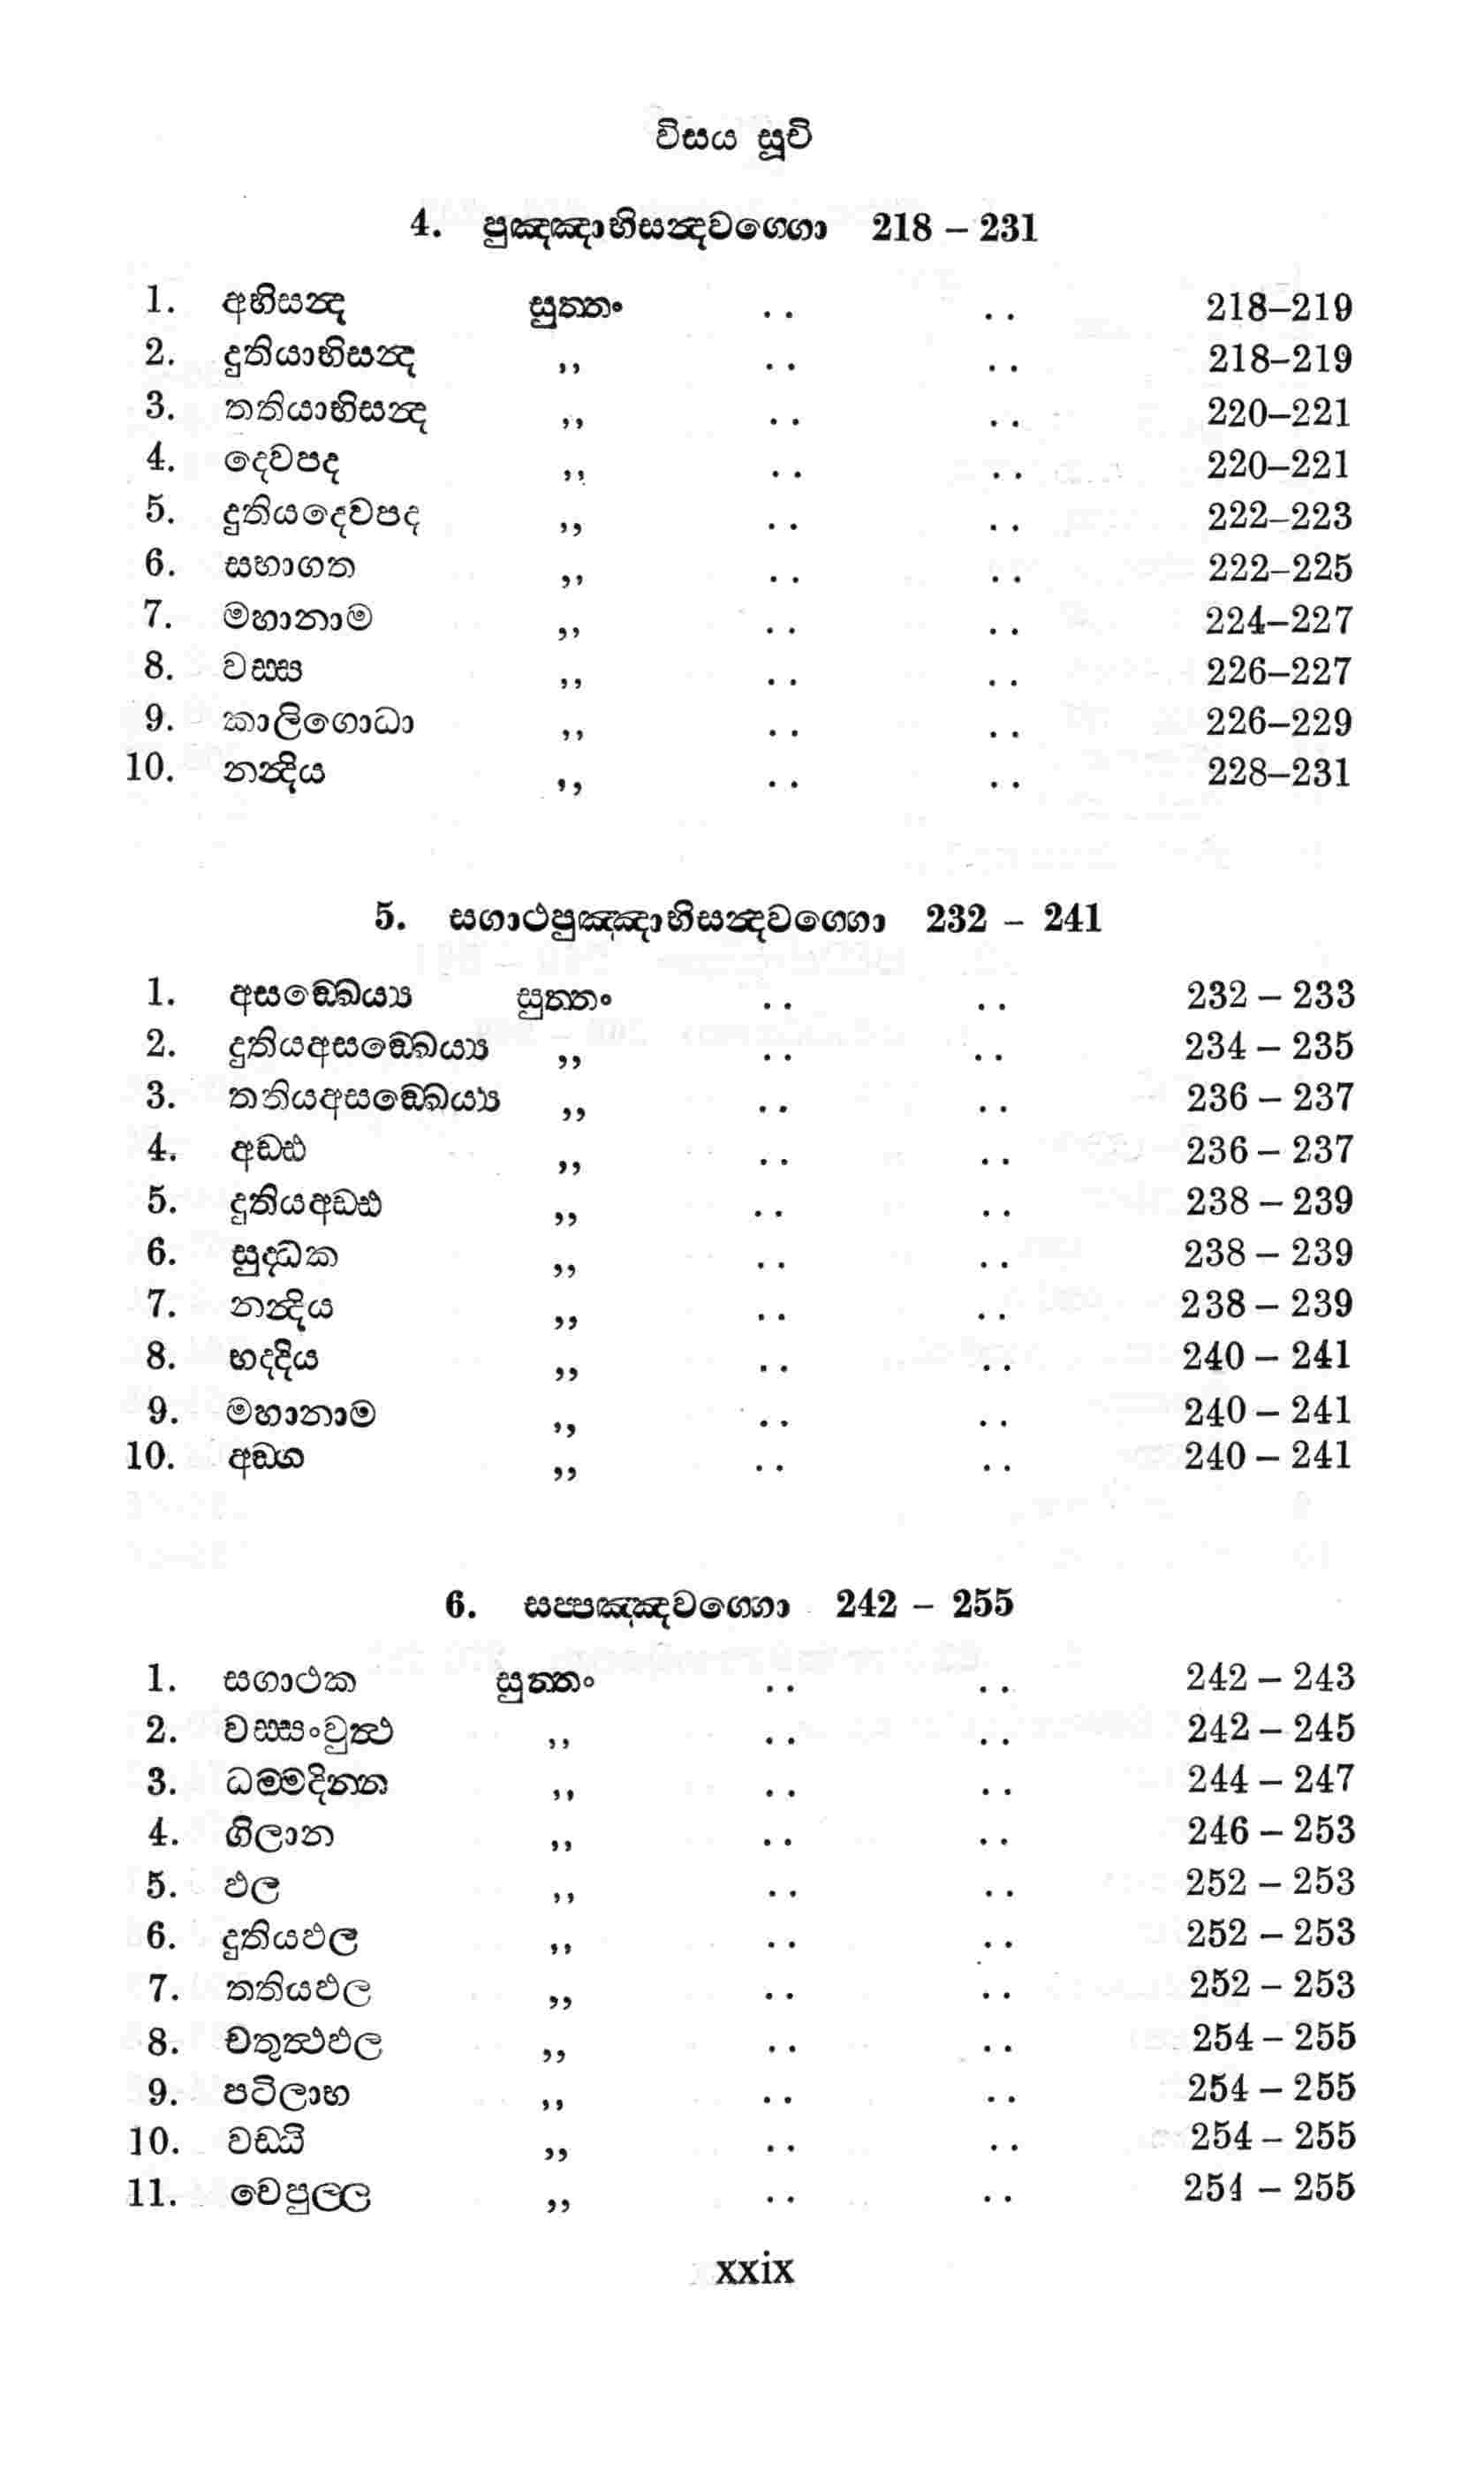 විසය සූචි
4. පුඤ්ඤාභිසන්‍දවග‍්ගො 218 – 231
1. අභිසන්‍ද සුත‍්තං .. .. 218–219
2. දුතියාභිසන්‍ද ,, .. .. 218–219
3. තතියාභිසන්‍ද ,, .. .. 220–221
4. දෙවපද ,, .. .. 220–221
5. දුතියදෙවපද ,, .. .. 222–223
6. සභාගත ,, .. .. 222–225
7. මහානාම ,, .. .. 224–227
8. වස‍්ස ,, .. .. 226–227
9. කාලිගොධා ,, .. .. 226–229
10. නන්‍දිය ,, .. .. 228–231
5. සගාථපුඤ්ඤාභිසන්‍දවග‍්ගො 232 – 241
1. අසඞ‍්ඛෙය්‍ය සුත‍්තං .. .. 232 – 233
2. දුතියඅසඞ‍්ඛෙය්‍ය ,, .. .. 234 – 235
3. තතියඅසඞ‍්ඛෙය්‍ය ,, .. .. 236 – 237
4. අඩ‍්ඪ ,, .. .. 236 – 237
5. දුතියඅඩ‍්ඪ ,, .. .. 238 – 239
6. සුද‍්ධක ,, .. .. 238 – 239
7. නන්‍දිය ,, .. .. 238 – 239
8. භද‍්දිය ,, .. .. 240 – 241
9. මහානාම ,, .. .. 240 – 241
10. අඞ‍්ග ,, .. .. 240 – 241
6. සප‍්පඤ්ඤවග‍්ගො 242 – 255
1. සගාථක සුත‍්තං .. .. 242 – 243
2. වස‍්සංවුත්‍ථ ,, .. .. 242 – 245
3. ධම‍්මදින‍්න ,, .. .. 244 – 247
4. ගිලාන ,, .. .. 246 – 253
5. ඵල ,, .. .. 252 – 253
6. දුතියඵල ,, .. .. 252 – 253
7. තතියඵල ,, .. .. 252 – 253
8. චතුත්‍ථඵල ,, .. .. 254 – 255
9. පටිලාභ ,, .. .. 254 – 255
10. වඩ‍්ඪි ,, .. .. 254 – 255
11. වෙපුල‍්ල ,, .. .. 254 – 255
xxix